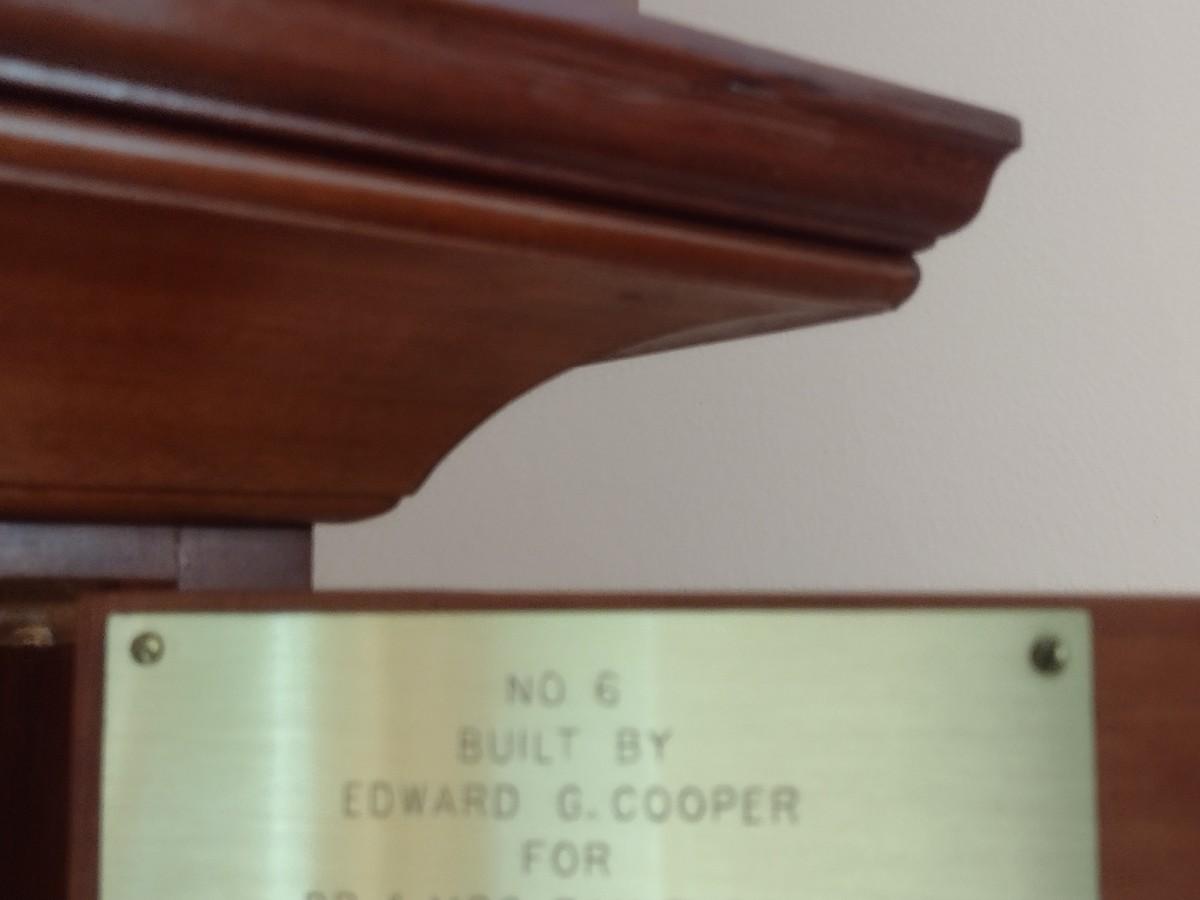 NO 6
BUILT BY
EDWARD G. COOPER
FOR